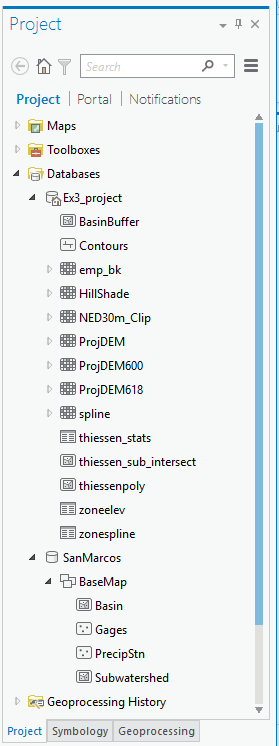 Project
Search
Project | Portal | Notifications
Maps
Toolboxes
Databases
Ex3_project
BasinBuffer
Contours
emp_bk
HillShade
NED30m_Clip
ProjDEM
ProjDEM600
ProjDEM618
spline
thiessen_stats
thiessen_sub_intersect
thiessenpoly
zoneelev
zonespline
SanMarcos
BaseMap
Basin
Gages
PrecipStn
Subwatershed
Geoprocessing History
Project Symbology Geoprocessing